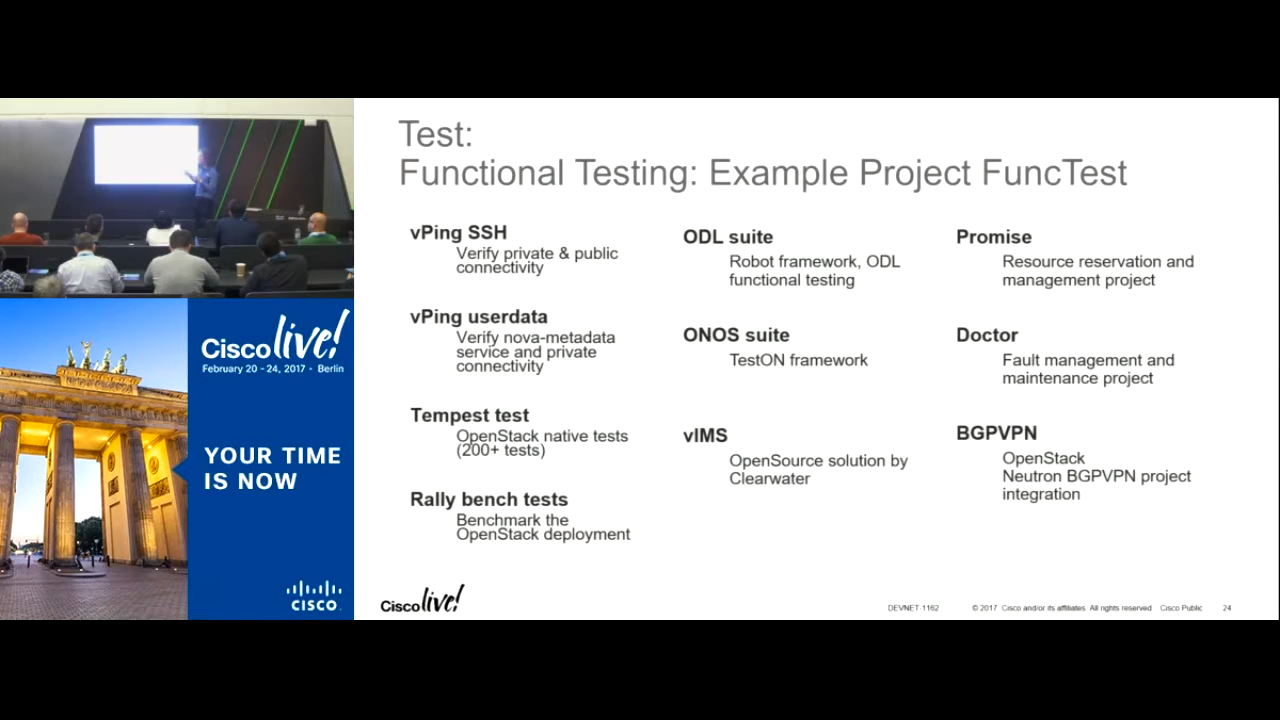 Test:
Functional Testing: Example Project FuncTest
vPing SSH
Verify private & public
connectivity
vPing userdata
Verify nova-metadata
service and private
connectivity
Tempest test
OpenStack native tests
(200+ tests)
Rally bench tests
Benchmark the
OpenStack deployment
ODL suite
Robot framework, ODL
functional testing
ONOS suite
TestON framework
vIMS
OpenSource solution by
Clearwater
Promise
Resource reservation and
management project
Doctor
Fault management and
maintenance project
BGPVPN
OpenStack
Neutron BGPVPN project
integration
Cisco live!
February 20 - 24, 2017 • Berlin
YOUR TIME
IS NOW
CISCO.
Cisco live!
DEVNET-1162 © 2017 Cisco and/or its affiliates. All rights reserved Cisco Public 24